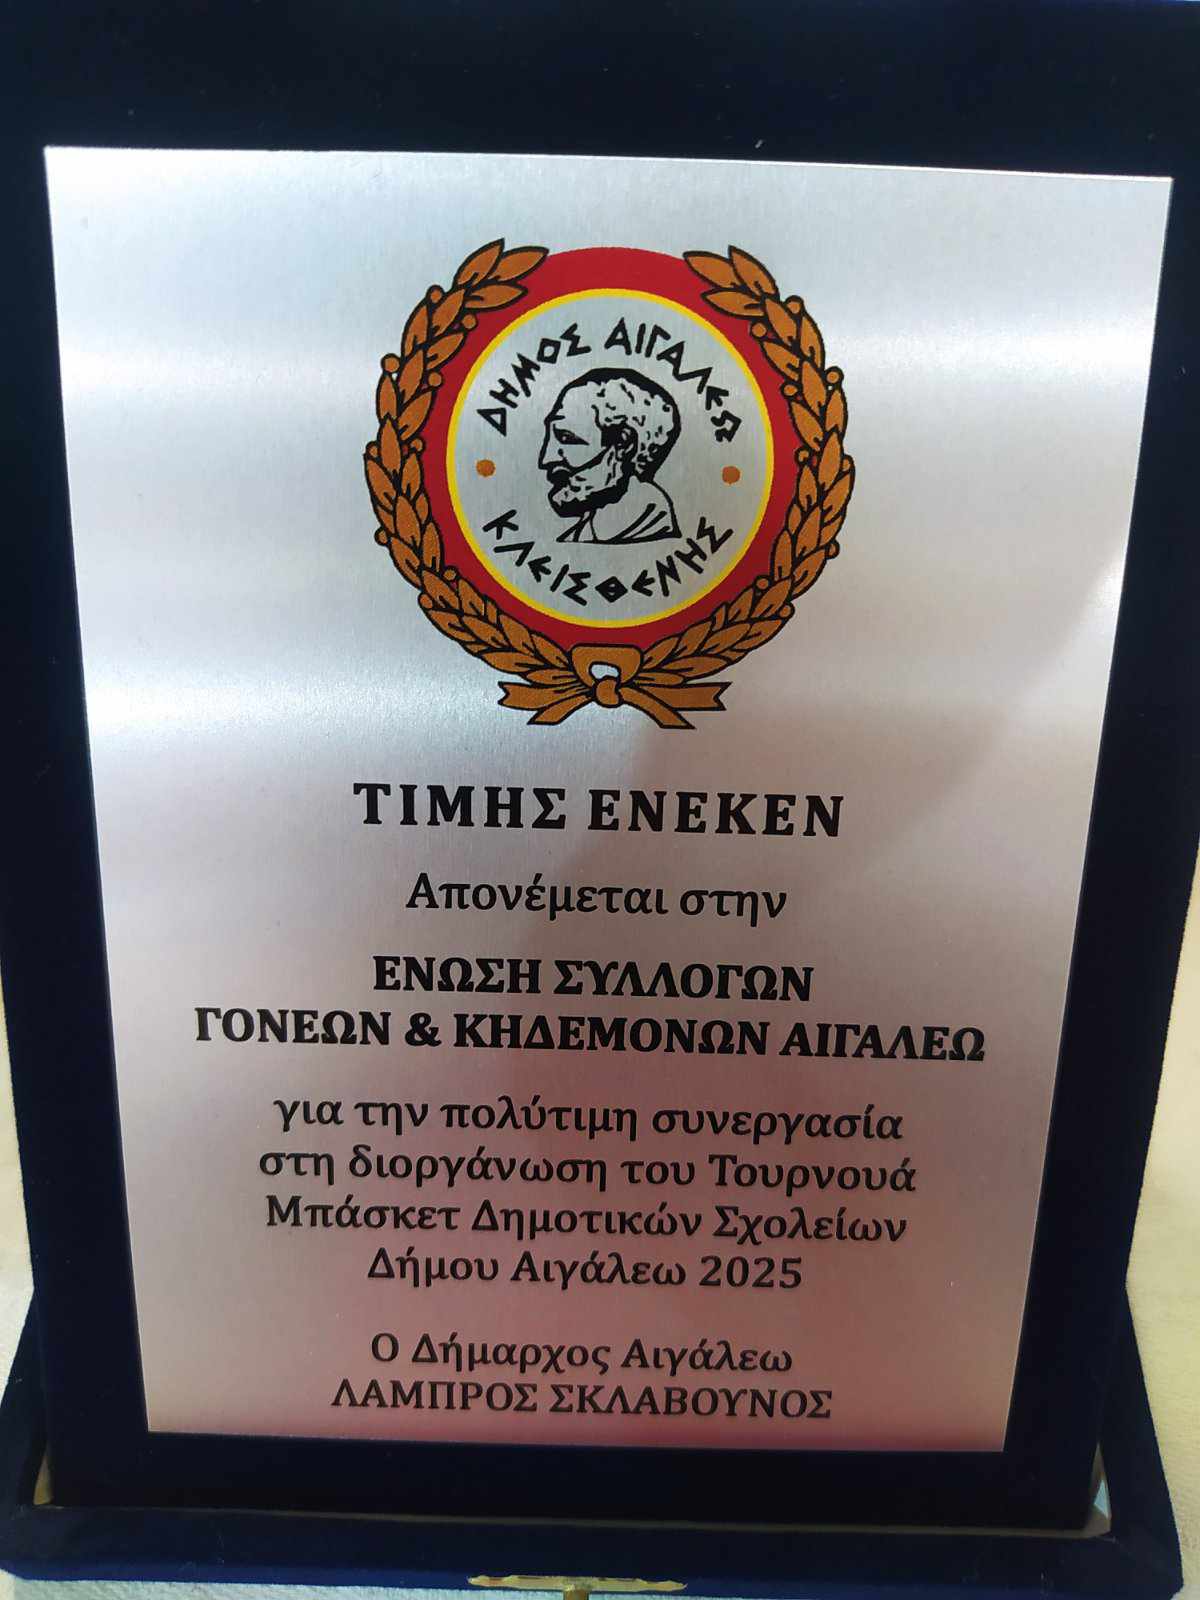 ΔΗΜΟΣ ΑΙΓΑΛΕΩ
ΚΛΕΙΣΘΕΝΗΣ
ΤΙΜΗΣ ΕΝΕΚΕΝ
Απονέμεται στην
ΕΝΩΣΗ ΣΥΛΛΟΓΩΝ
ΓΟΝΕΩΝ & ΚΗΔΕΜΟΝΩΝ ΑΙΓΑΛΕΩ
για την πολύτιμη συνεργασία
στη διοργάνωση του Τουρνουά
Μπάσκετ Δημοτικών Σχολείων
Δήμου Αιγάλεω 2025
Ο Δήμαρχος Αιγάλεω
ΛΑΜΠΡΟΣ ΣΚΛΑΒΟΥΝΟΣ